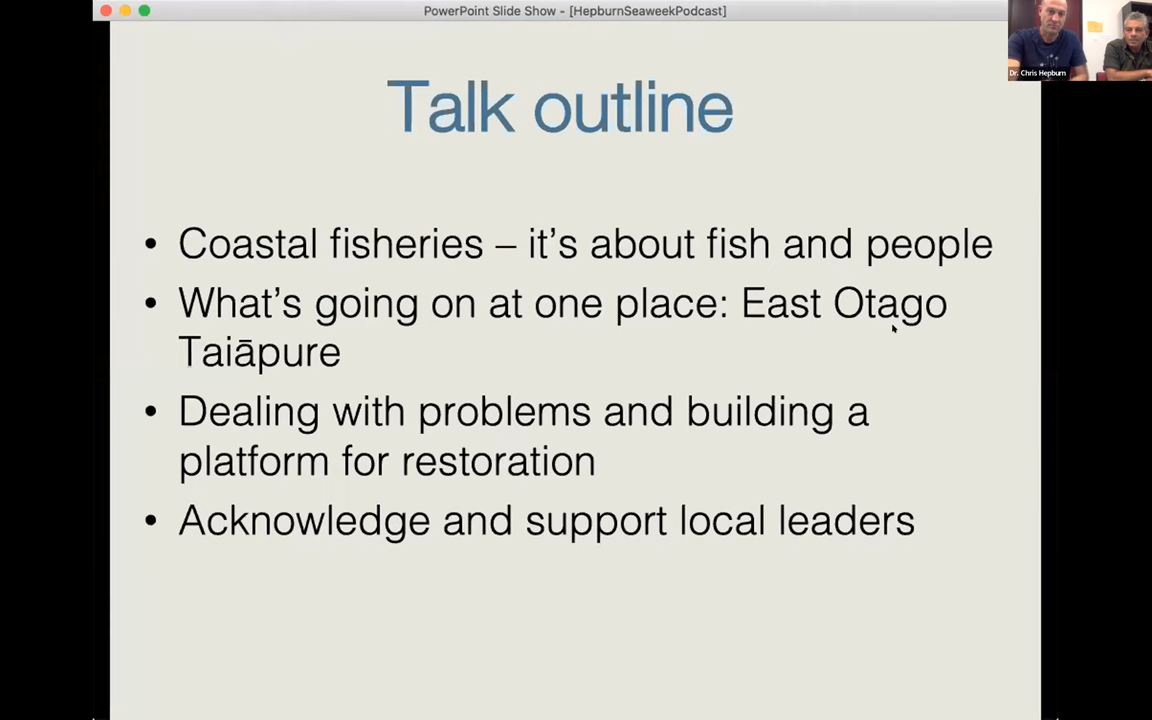 PowerPoint Slide Show - [HepburnSeaweekPodcast]
Dr. Chris Hepburn
Talk outline
• Coastal fisheries – it’s about fish and people
• What’s going on at one place: East Otago
Taiāpure
• Dealing with problems and building a
platform for restoration
• Acknowledge and support local leaders